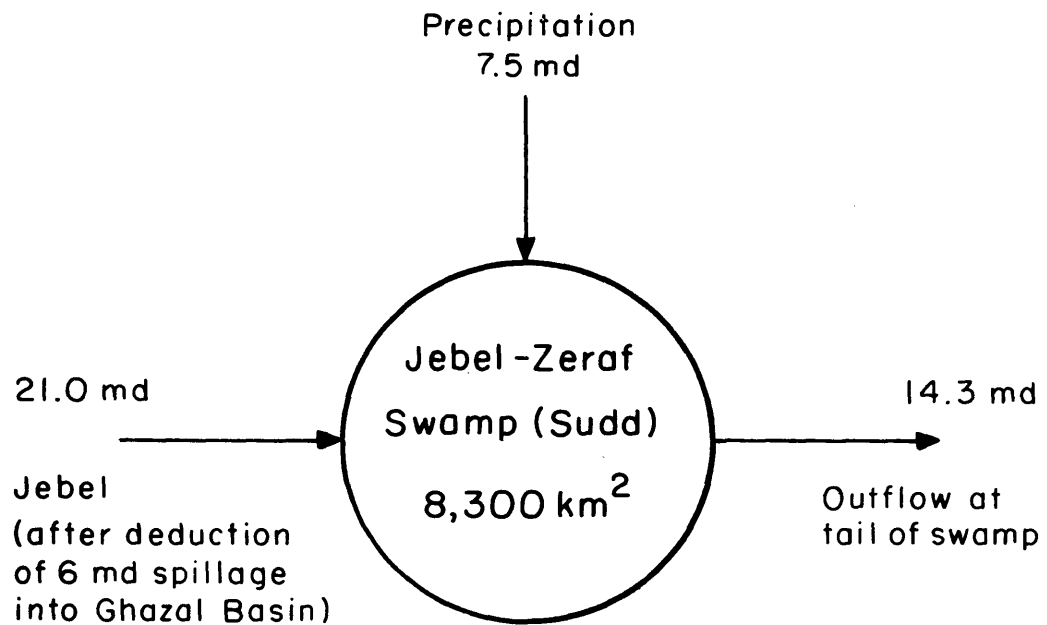 Precipitation
7.5 md
Jebel-Zeraf
Swamp (Sudd)
8,300 km²
21.0 md
Jebel
(after deduction
of 6 md spillage
into Ghazal Basin)
14.3 md
Outflow at
tail of swamp